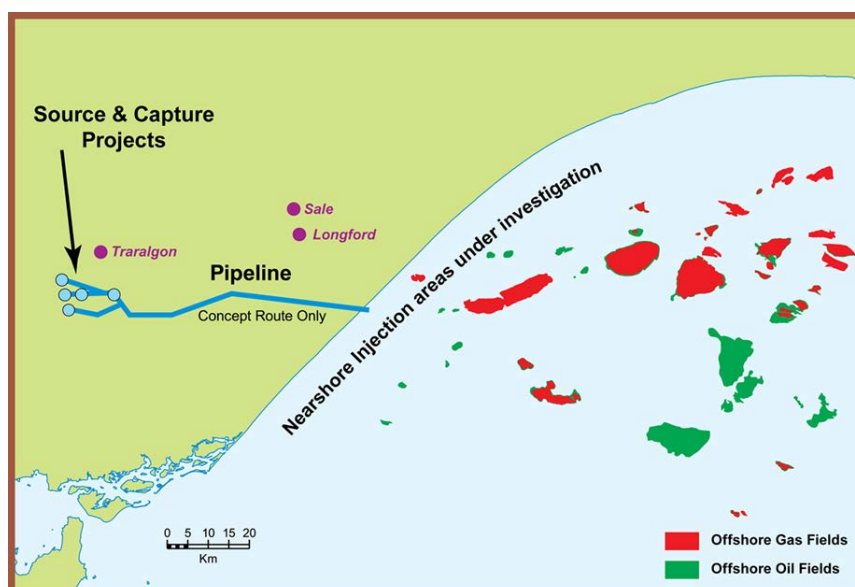 Source & Capture
Projects
Sale
Longford
Traralgon
Pipeline
Concept Route Only
Nearshore Injection areas under investigation
0 5 10 15 20
Km
Offshore Gas Fields
Offshore Oil Fields